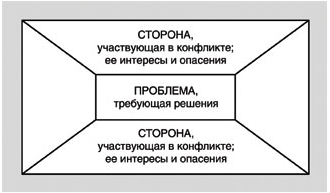 СТОРОНА,
участвующая в конфликте;
ее интересы и опасения
ПРОБЛЕМА,
требующая решения
СТОРОНА,
участвующая в конфликте;
ее интересы и опасения